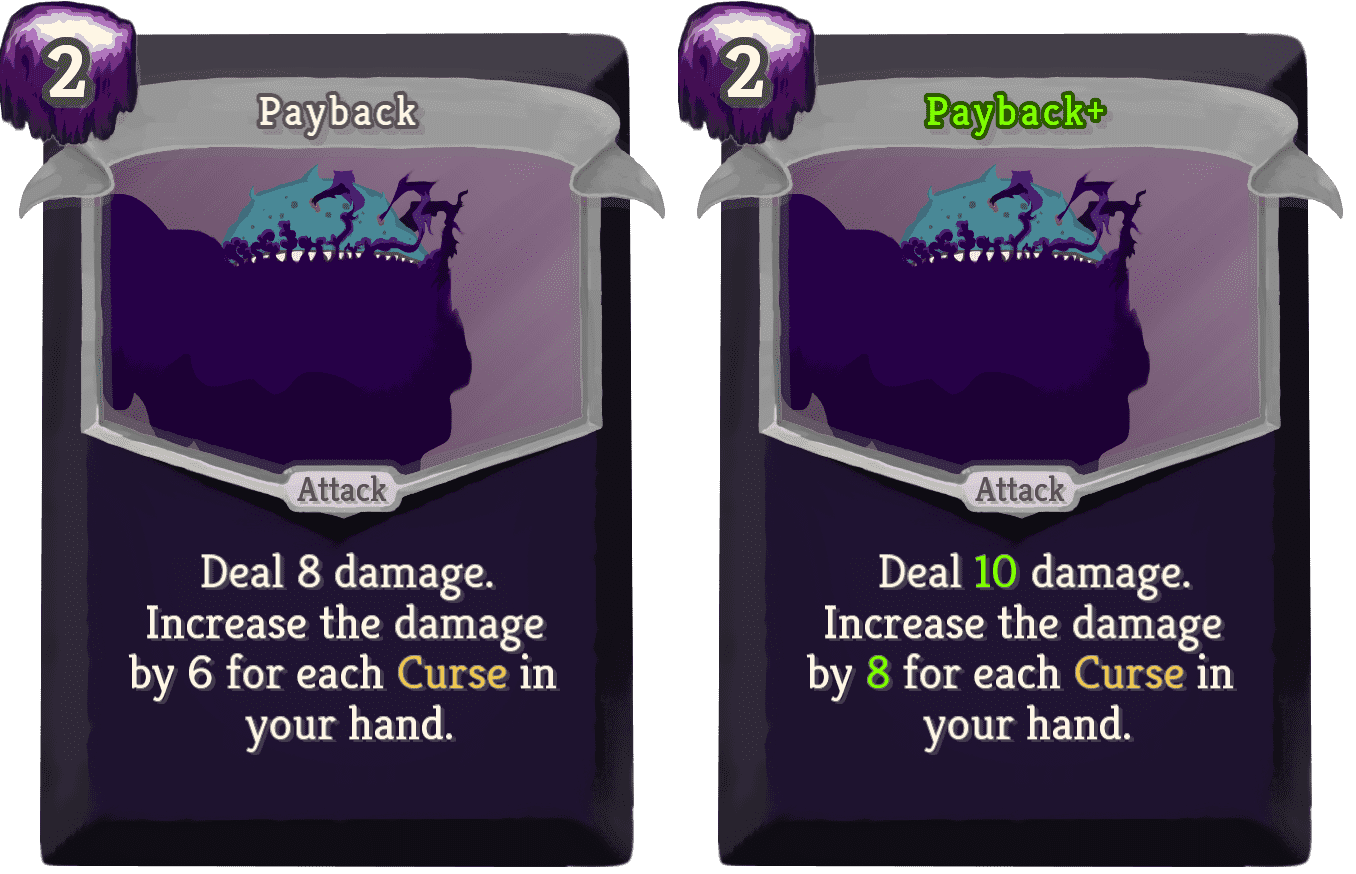 2
Payback
Attack
Deal 8 damage.
Increase the damage
by 6 for each Curse in
your hand.
2
Payback+
Attack
Deal 10 damage.
Increase the damage
by 8 for each Curse in
your hand.